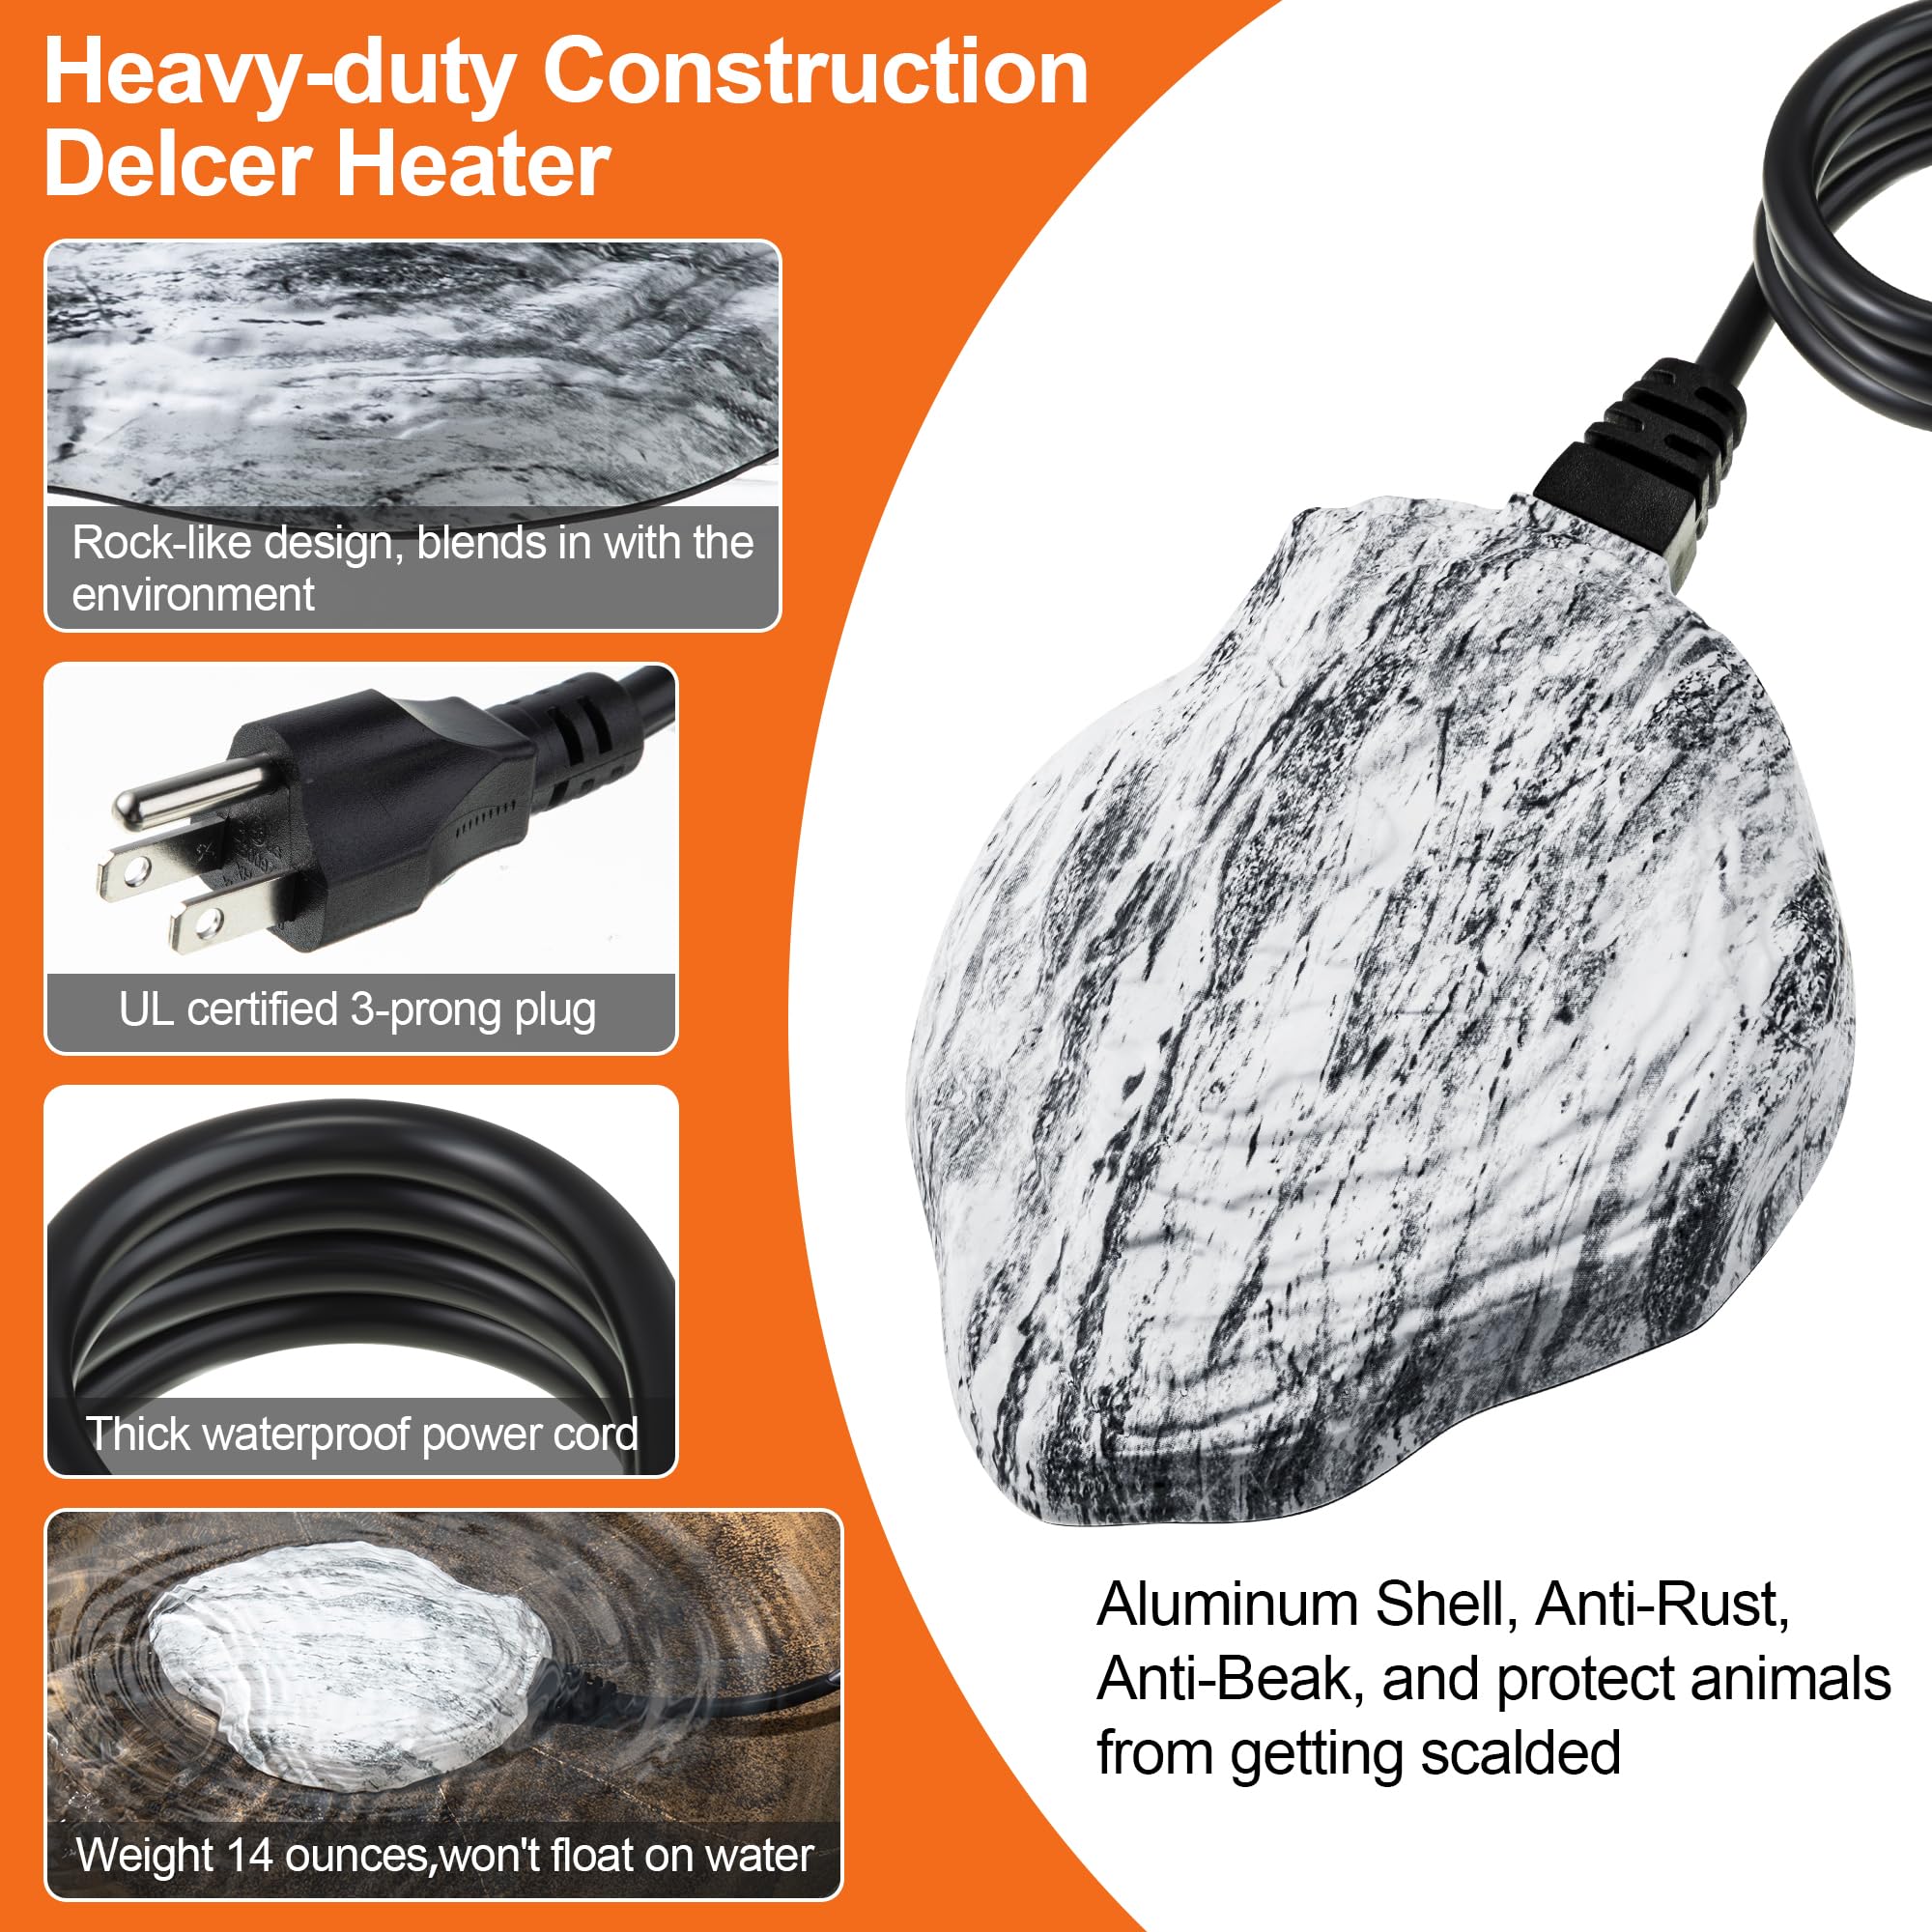 Heavy-duty Construction
Delcer Heater
Rock-like design, blends in with the
environment
UL certified 3-prong plug
Thick waterproof power cord
Weight 14 ounces,won't float on water
Aluminum Shell, Anti-Rust,
Anti-Beak, and protect animals
from getting scalded